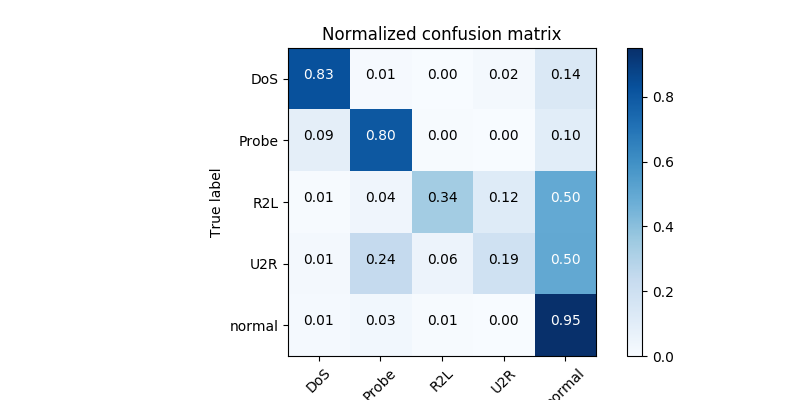 Normalized confusion matrix
True label
DoS 0.83 0.01 0.00 0.02 0.14
Probe 0.09 0.80 0.00 0.00 0.10
R2L 0.01 0.04 0.34 0.12 0.50
U2R 0.01 0.24 0.06 0.19 0.50
normal 0.01 0.03 0.01 0.00 0.95
DoS Probe R2L U2R ormal
0.8
0.6
0.4
0.2
0.0